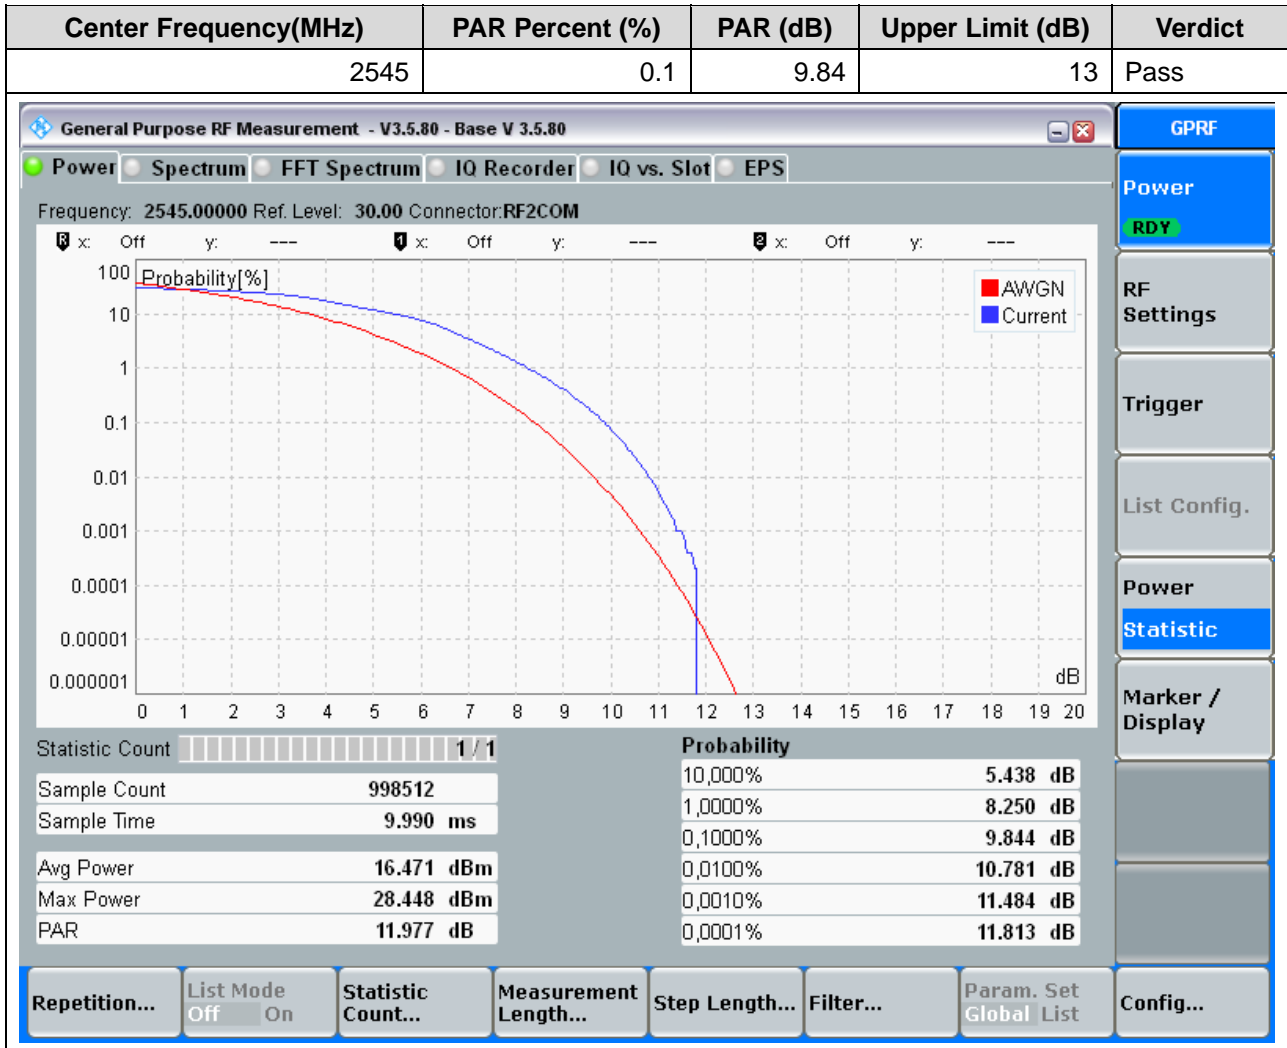 Center Frequency(MHz) PAR Percent (%) PAR (dB) Upper Limit (dB) Verdict
2545 0.1 9.84 13 Pass
General Purpose RF Measurement - V3.5.80 - Base V 3.5.80
GPRF
Power Spectrum FFT Spectrum IQ Recorder IQ vs. Slot EPS
Frequency: 2545.00000 Ref. Level: 30.00 Connector:RF2COM
R x: Off y: --- 1 x: Off y: --- 2 x: Off y: ---
Probability[%]
100
10
1
0.1
0.01
0.001
0.0001
0.00001
0.000001
AWGN
Current
dB
0 1 2 3 4 5 6 7 8 9 10 11 12 13 14 15 16 17 18 19 20
Statistic Count 1 / 1
Sample Count 998512
Sample Time 9.990 ms
Avg Power 16.471 dBm
Max Power 28.448 dBm
PAR 11.977 dB
Probability
10,000% 5.438 dB
1,0000% 8.250 dB
0,1000% 9.844 dB
0,0100% 10.781 dB
0,0010% 11.484 dB
0,0001% 11.813 dB
Power
RDY
RF
Settings
Trigger
List Config.
Power
Statistic
Marker /
Display
Repetition...
List Mode
Off On
Statistic
Count...
Measurement
Length...
Step Length...
Filter...
Param. Set
Global List
Config...